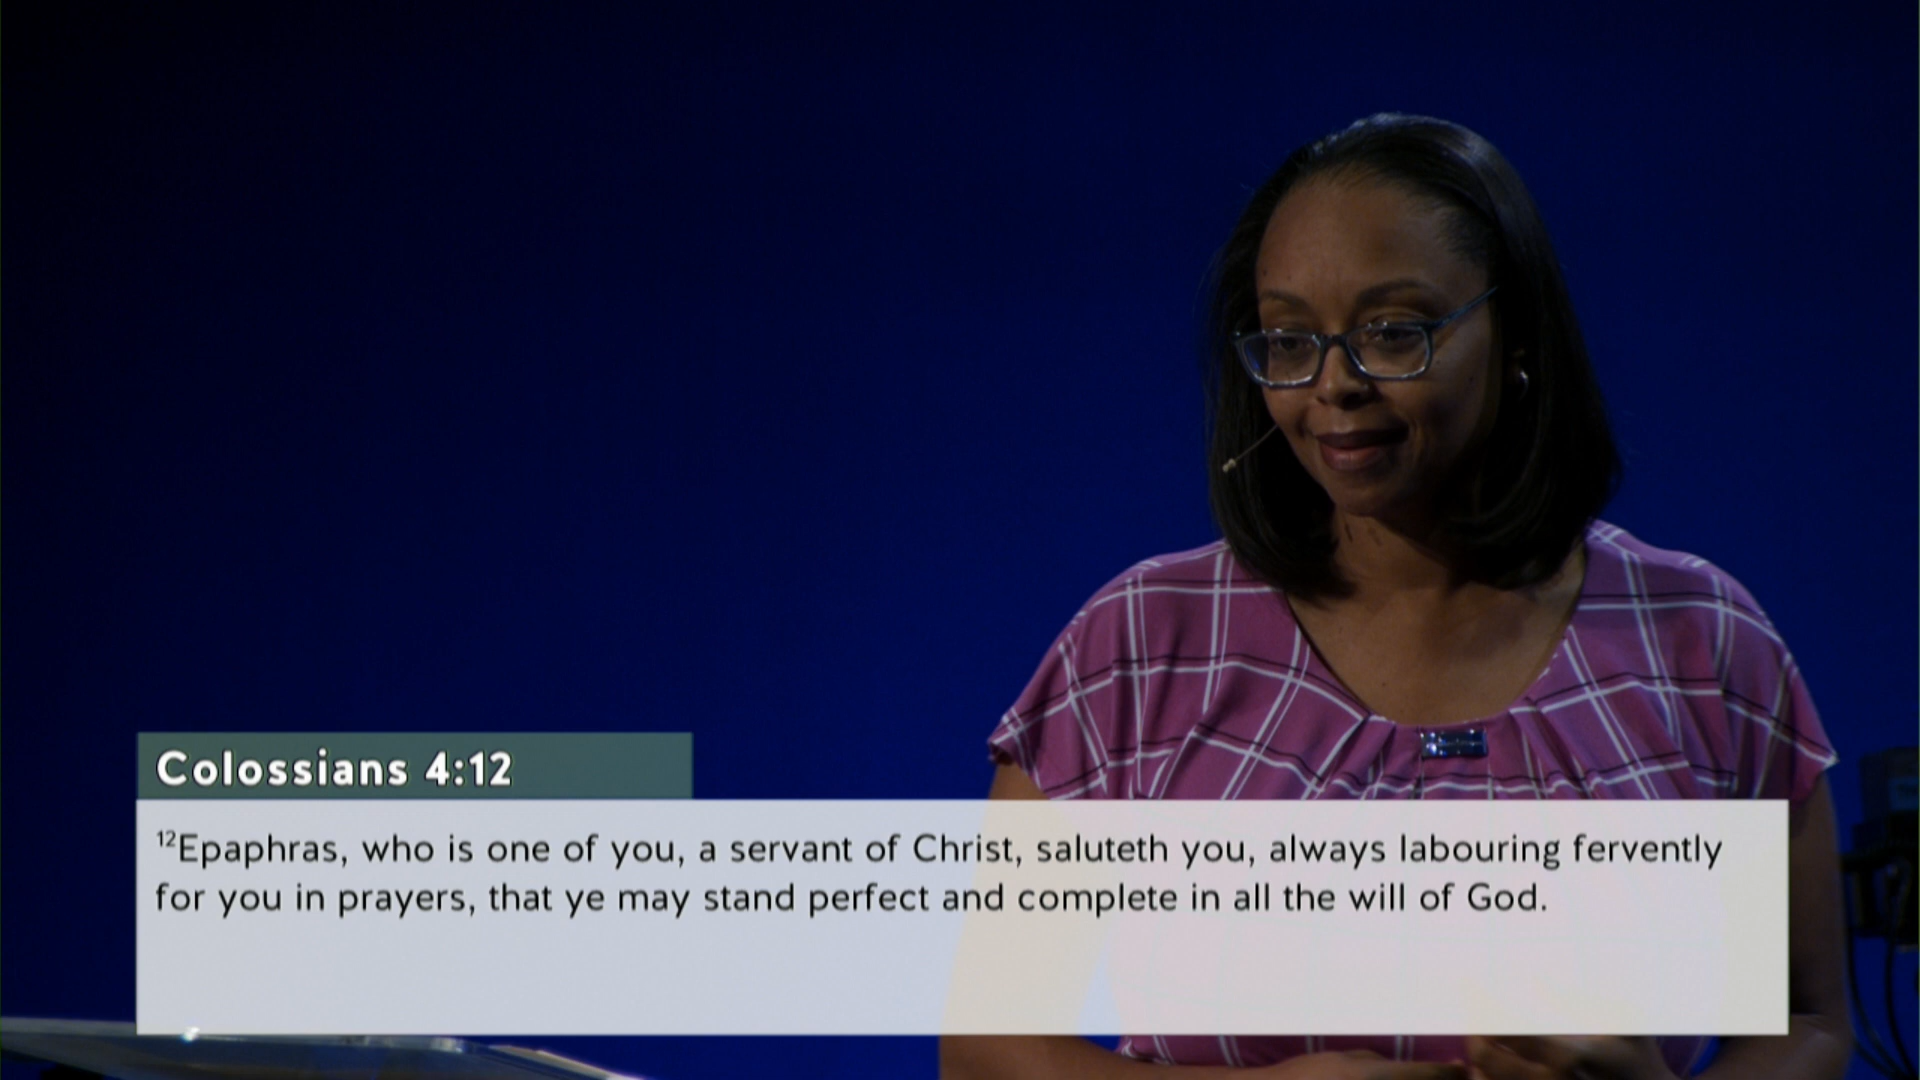 Colossians 4:12
¹²Epaphras, who is one of you, a servant of Christ, saluteth you, always labouring fervently
for you in prayers, that ye may stand perfect and complete in all the will of God.